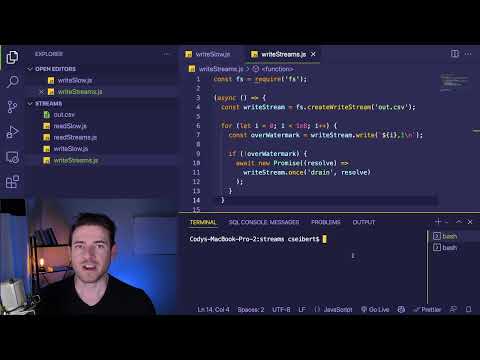 EXPLORER
OPEN EDITORS
writeSlow.js
writeStreams.js
STREAMS
out.csv
readSlow.js
readStreams.js
writeSlow.js
writeStreams.js
writeSlow.js
writeStreams.js
writeStreams.js > <function>
const fs = require('fs');
(async () => {
const writeStream = fs.createWriteStream('out.csv');
for (let i = 0; i < 1e8; i++) {
const overWatermark = writeStream.write(`${i},1\n`);
if (!overWatermark) {
await new Promise((resolve) =>
writeStream.once('drain', resolve)
);
}
}
1
2
3
4
5
6
7
8
9
10
11
12
13
14
TERMINAL
SQL CONSOLE: MESSAGES
PROBLEMS
OUTPUT
Codys-MacBook-Pro-2:streams cseibert$
bash
bash
Ln 14, Col 4
Spaces: 2
UTF-8
LF
JavaScript
Go Live
Prettier